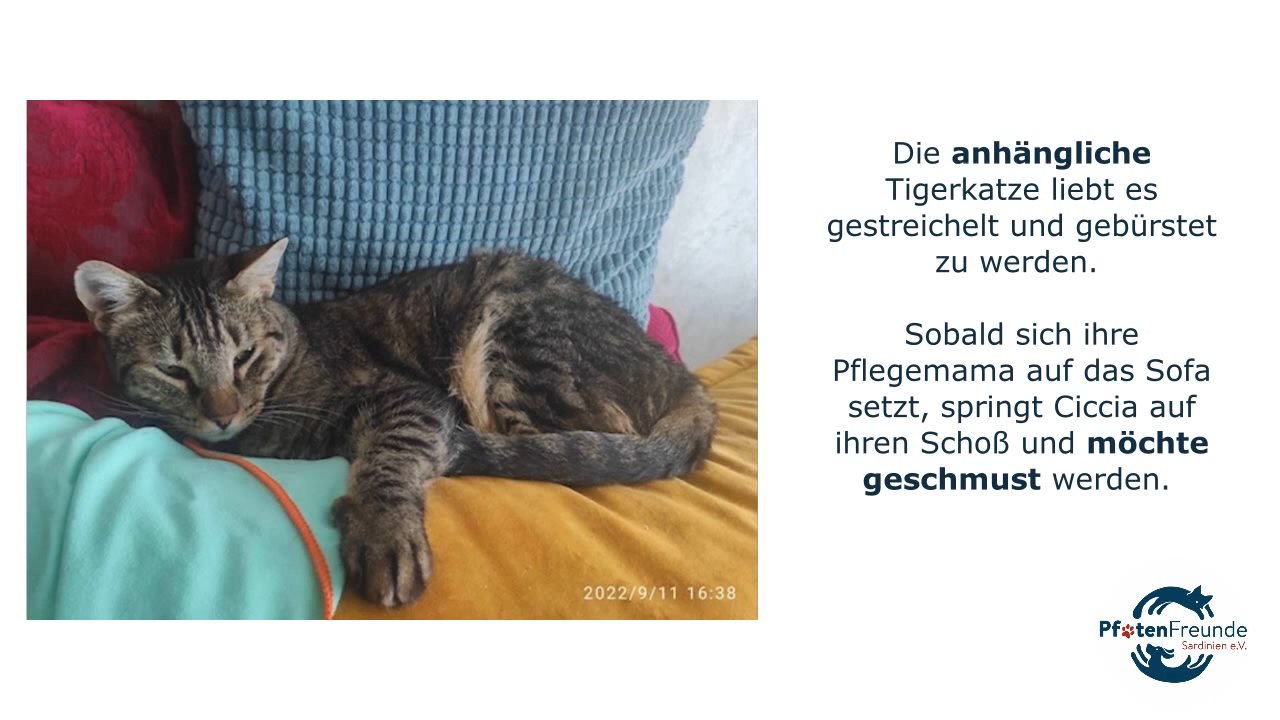 Die anhängliche
Tigerkatze liebt es
gestreichelt und gebürstet
zu werden.
Sobald sich ihre
Pflegemama auf das Sofa
setzt, springt Ciccia auf
ihren Schoß und möchte
geschmust werden.
2022/9/11 16:38
PfotenFreunde
Sardinien e.V.